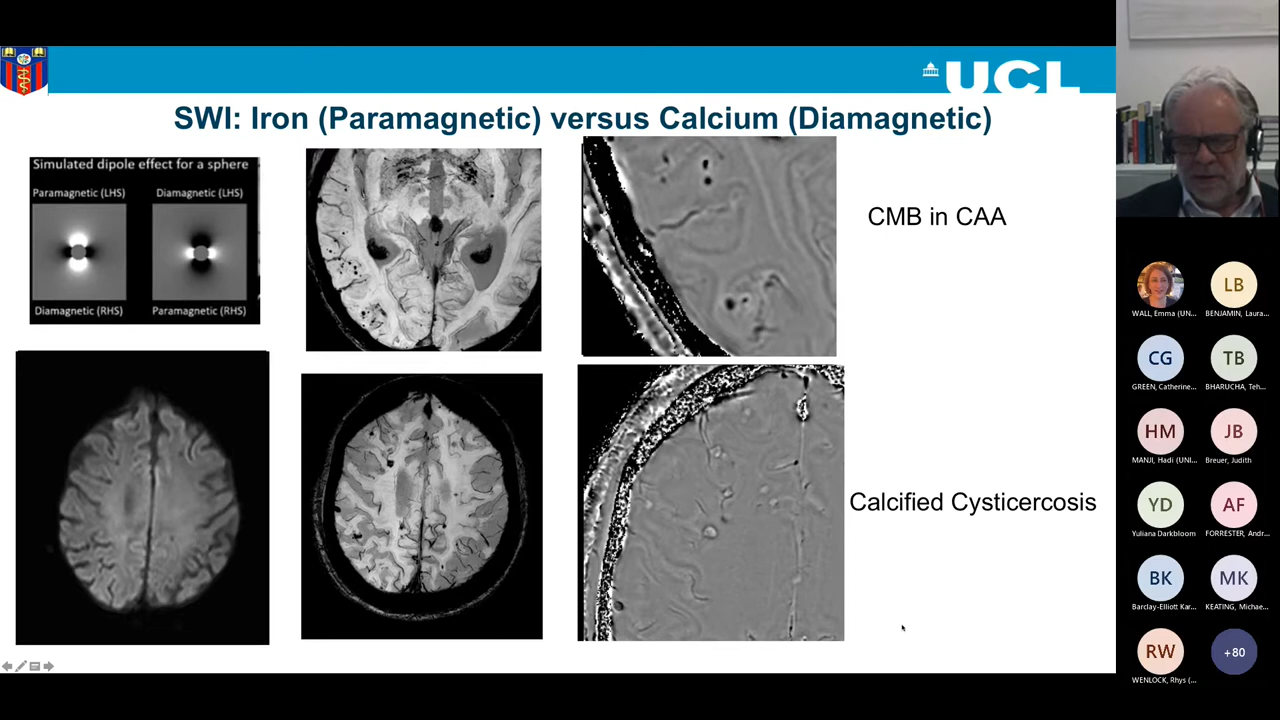 UCL
SWI: Iron (Paramagnetic) versus Calcium (Diamagnetic)
Simulated dipole effect for a sphere
Paramagnetic (LHS)
Diamagnetic (LHS)
Diamagnetic (RHS)
Paramagnetic (RHS)
CMB in CAA
Calcified Cysticercosis
WALL, Emma (UN...
LB
BENJAMIN, Laura...
CG
GREEN, Catherine...
TB
BHARUCHA, Teh...
HM
MANJI, Hadi (UNI...
JB
Breuer, Judith
YD
Yuliana Darkbloom
AF
FORRESTER, Andr...
BK
Barclay-Elliott Kar...
MK
KEATING, Michae...
RW
WENLOCK, Rhys (...
+80